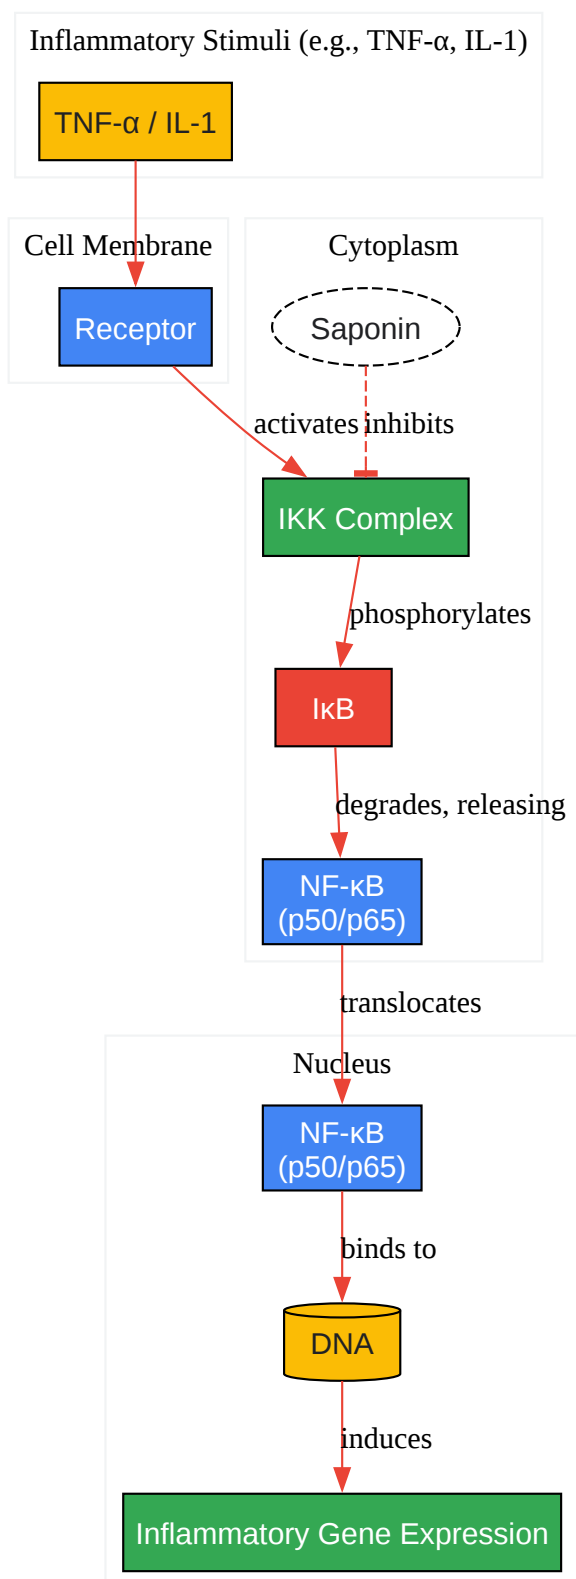 Inflammatory Stimuli (e.g., TNF-α, IL-1)
TNF-α / IL-1
Cell Membrane
Cytoplasm
Receptor
Saponin
activates
inhibits
IKK Complex
phosphorylates
IκB
degrades, releasing
NF-κB
(p50/p65)
translocates
Nucleus
NF-κB
(p50/p65)
binds to
DNA
induces
Inflammatory Gene Expression